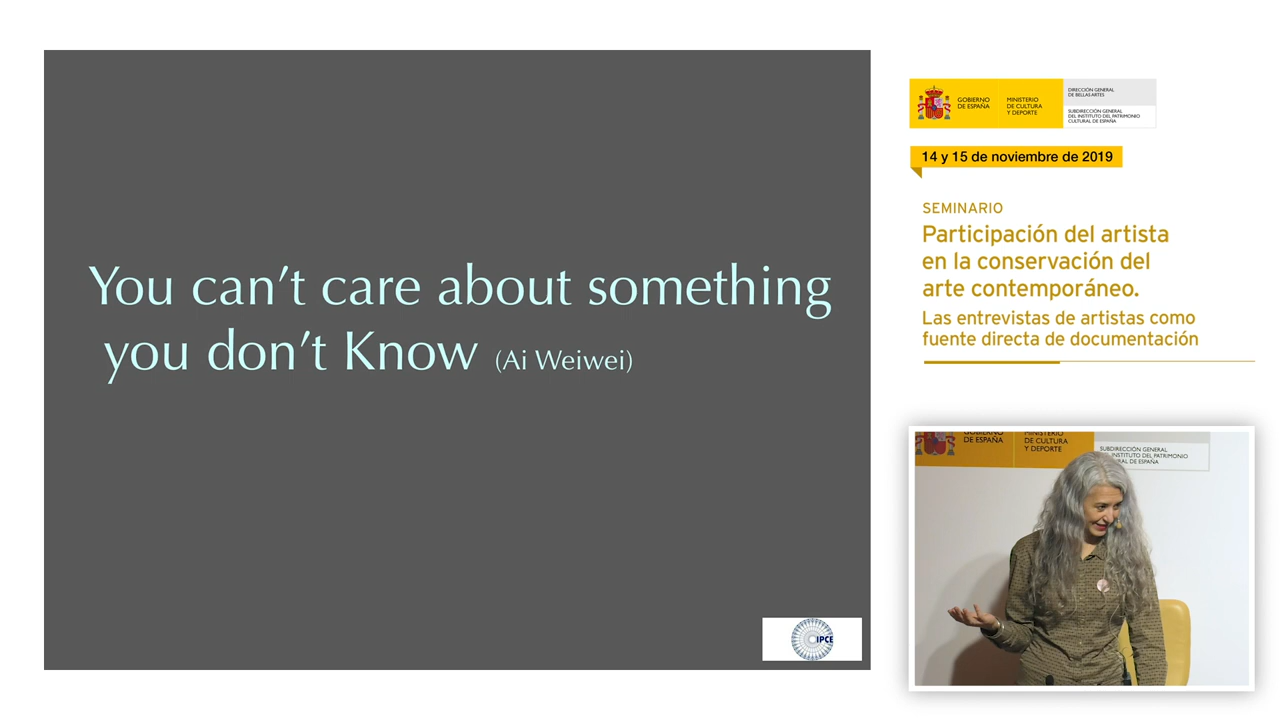 You can't care about something
you don't Know (Ai Weiwei)
IPCE
GOBIERNO
DE ESPAÑA
MINISTERIO
DE CULTURA
Y DEPORTE
DIRECCIÓN GENERAL
DE BELLAS ARTES
SUBDIRECCIÓN GENERAL
DEL INSTITUTO DEL PATRIMONIO
CULTURAL DE ESPAÑA
14 y 15 de noviembre de 2019
SEMINARIO
Participación del artista
en la conservación del
arte contemporáneo.
Las entrevistas de artistas como
fuente directa de documentación
GOBIERNO
DE ESPAÑA
MINISTERIO
DE CULTURA
Y DEPORTE
SUBDIRECCIÓN GENERAL
INSTITUTO DEL PATRIMONIO
DE ESPAÑA